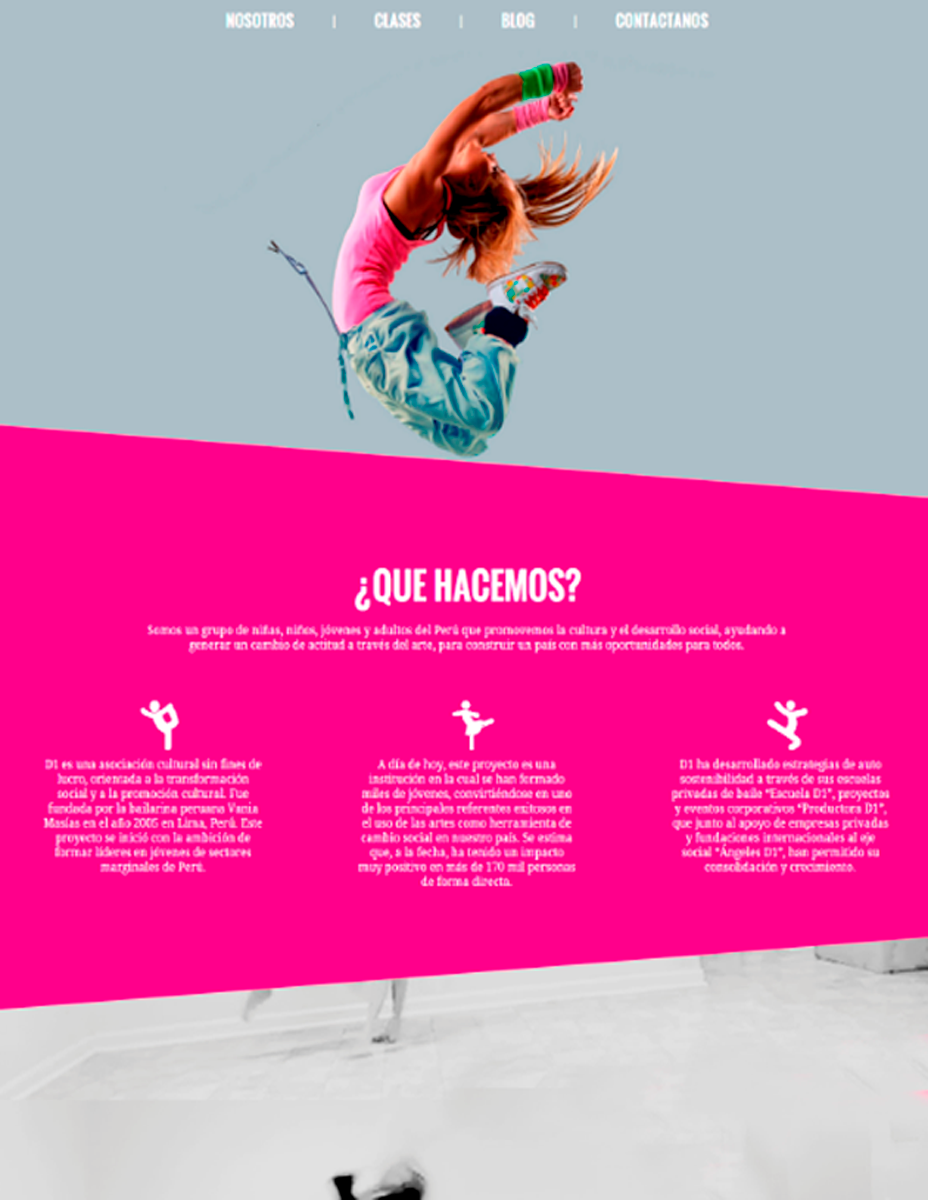 NOSOTROS | CLASES | BLOG | CONTACTANOS
¿QUE HACEMOS?
Somos un grupo de niñas, niños, jóvenes y adultos del Perú que promovemos la cultura y el desarrollo social, ayudando a
generar un cambio de actitud a través del arte, para construir un país con más oportunidades para todos.
D1 es una asociación cultural sin fines de
lucro, orientada a la transformación
social y a la promoción cultural. Fue
fundada por la bailarina peruana Vania
Masías en el año 2005 en Lima, Perú. Este
proyecto se inició con la ambición de
formar líderes en jóvenes de sectores
marginales de Perú.
A día de hoy, este proyecto es una
institución en la cual se han formado
miles de jóvenes, convirtiéndose en uno
de los principales referentes exitosos en
el uso de las artes como herramienta de
cambio social en nuestro país. Se estima
que, a la fecha, ha tenido un impacto
muy positivo en más de 170 mil personas
de forma directa.
D1 ha desarrollado estrategias de auto
sostenibilidad a través de sus escuelas
privadas de baile "Escuela D1", proyectos
y eventos corporativos "Productora D1",
que junto al apoyo de empresas privadas
y fundaciones internacionales al eje
social "Ángeles D1", han permitido su
consolidación y crecimiento.